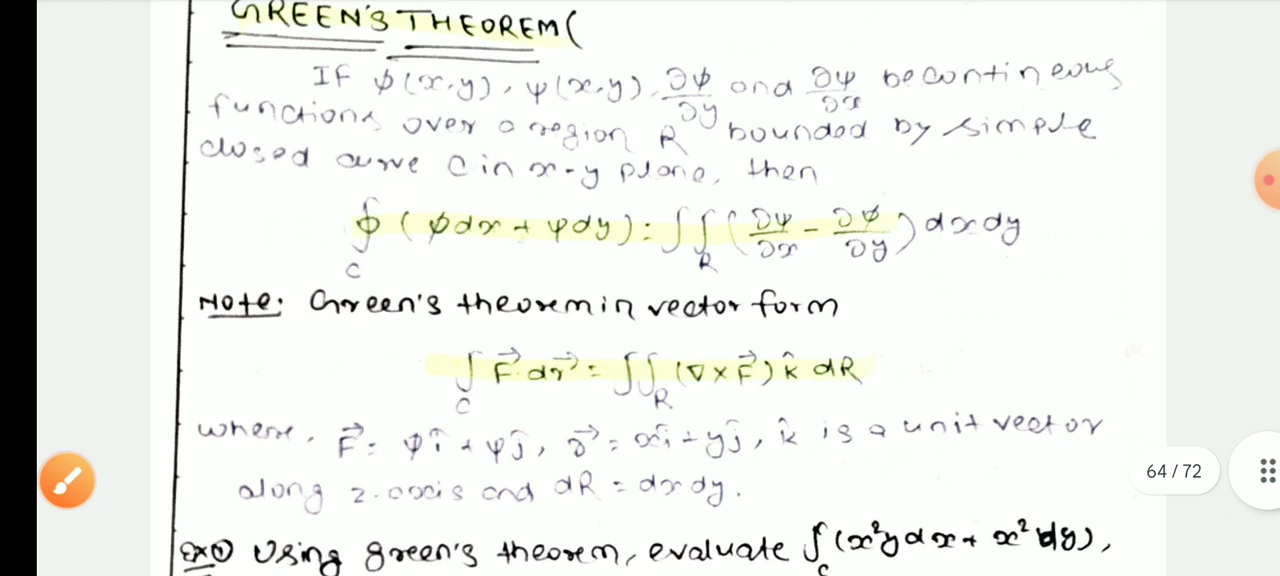 GREEN'S THEOREM(
If φ(x,y), ψ(x,y), ∂φ/∂y and ∂ψ/∂x be contineous
functions over a region R bounded by simple
closed curve C in x-y plane, then
∮_C (φdx + ψdy) = ∬_R (∂ψ/∂x - ∂φ/∂y) dxdy
Note: Green's theorem in vector form
∫_C F⃗.dr⃗ = ∬_R (∇×F⃗) k̂ dR
where, F⃗ = φî + ψĵ, r⃗ = xî + yĵ, k̂ is a unit vector
along z-axis and dR = dxdy.
64 / 72
Ex① Using green's theorem, evaluate ∫_C (x²y dx + x² dy),